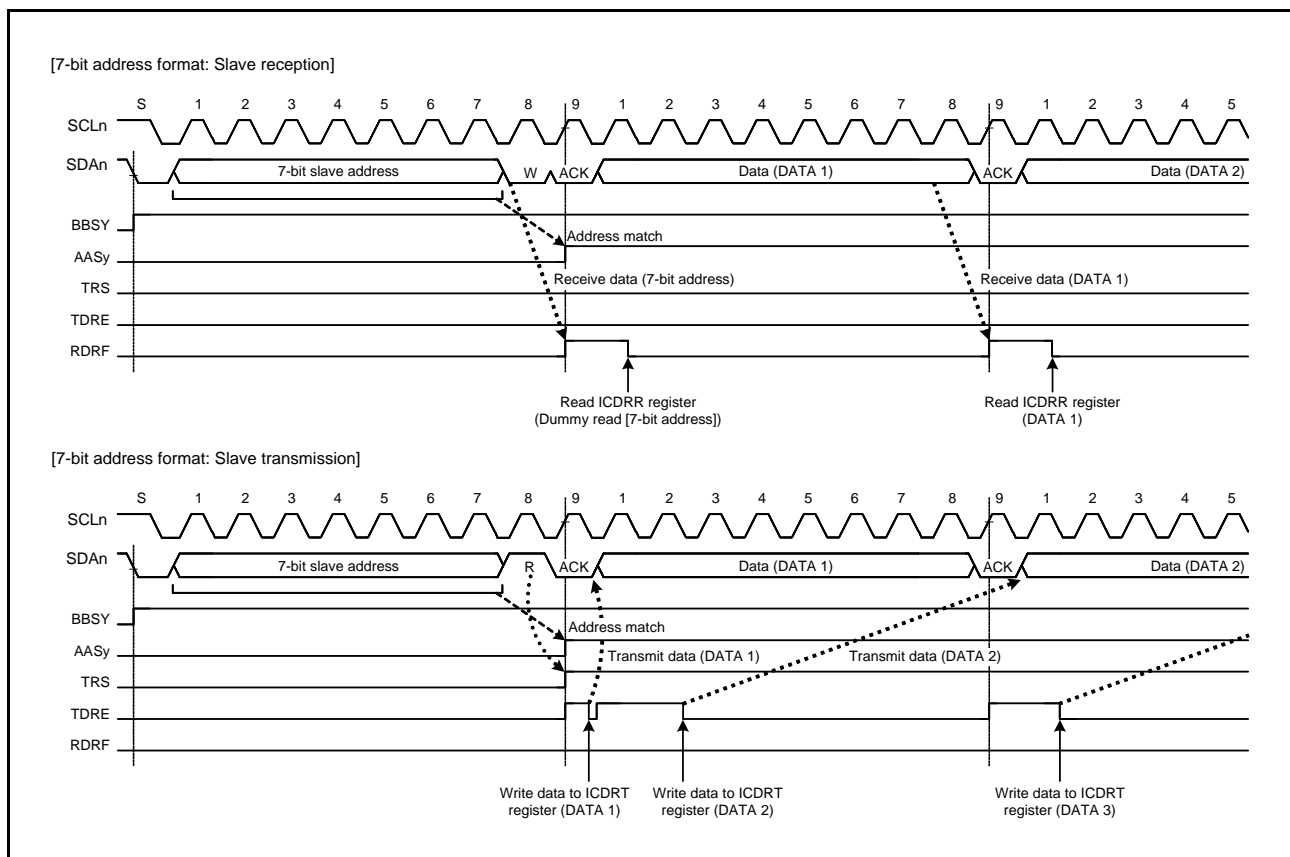 [7-bit address format: Slave reception]
S 1 2 3 4 5 6 7 8 9 1 2 3 4 5 6 7 8 9 1 2 3 4 5
SCLn
SDAn 7-bit slave address W ACK Data (DATA 1) ACK Data (DATA 2)
BBSY
Address match
AASy
Receive data (7-bit address) Receive data (DATA 1)
TRS
TDRE
RDRF
Read ICDRR register Read ICDRR register
(Dummy read [7-bit address]) (DATA 1)
[7-bit address format: Slave transmission]
S 1 2 3 4 5 6 7 8 9 1 2 3 4 5 6 7 8 9 1 2 3 4 5
SCLn
SDAn 7-bit slave address R ACK Data (DATA 1) ACK Data (DATA 2)
BBSY
Address match
AASy
Transmit data (DATA 1) Transmit data (DATA 2)
TRS
TDRE
RDRF
Write data to ICDRT Write data to ICDRT Write data to ICDRT
register (DATA 1) register (DATA 2) register (DATA 3)